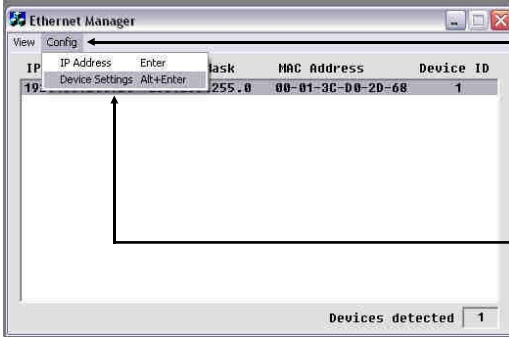 Ethernet Manager
View Config
IP Address Enter
Device Settings Alt+Enter
IP Mask MAC Address Device ID
255.0 00-01-3C-D0-2D-68 1
Devices detected 1